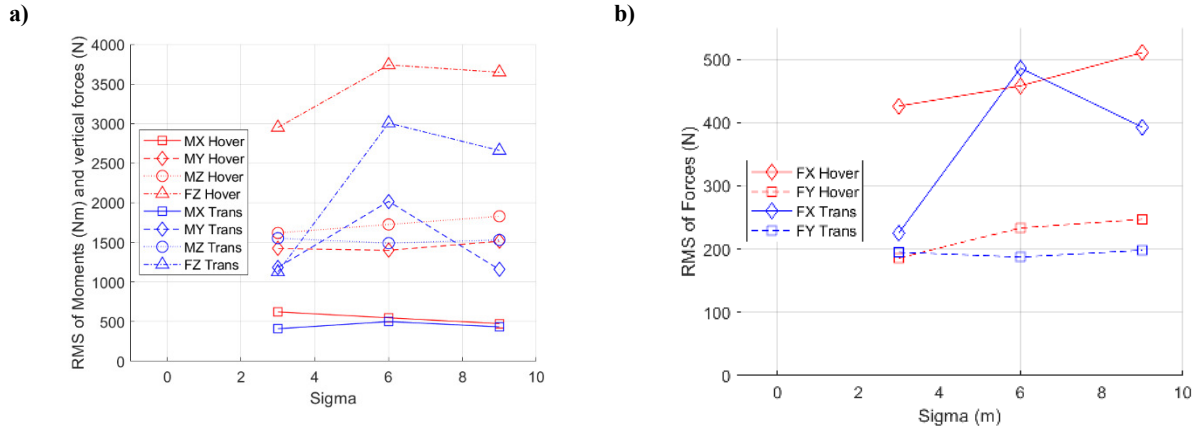 a)
RMS of Moments (Nm) and vertical forces (N)
4000
3500
3000
2500
2000
1500
1000
500
0
MX Hover
MY Hover
MZ Hover
FZ Hover
MX Trans
MY Trans
MZ Trans
FZ Trans
0 2 4 6 8 10
Sigma
b)
RMS of Forces (N)
500
400
300
200
100
0
FX Hover
FY Hover
FX Trans
FY Trans
0 2 4 6 8 10
Sigma (m)